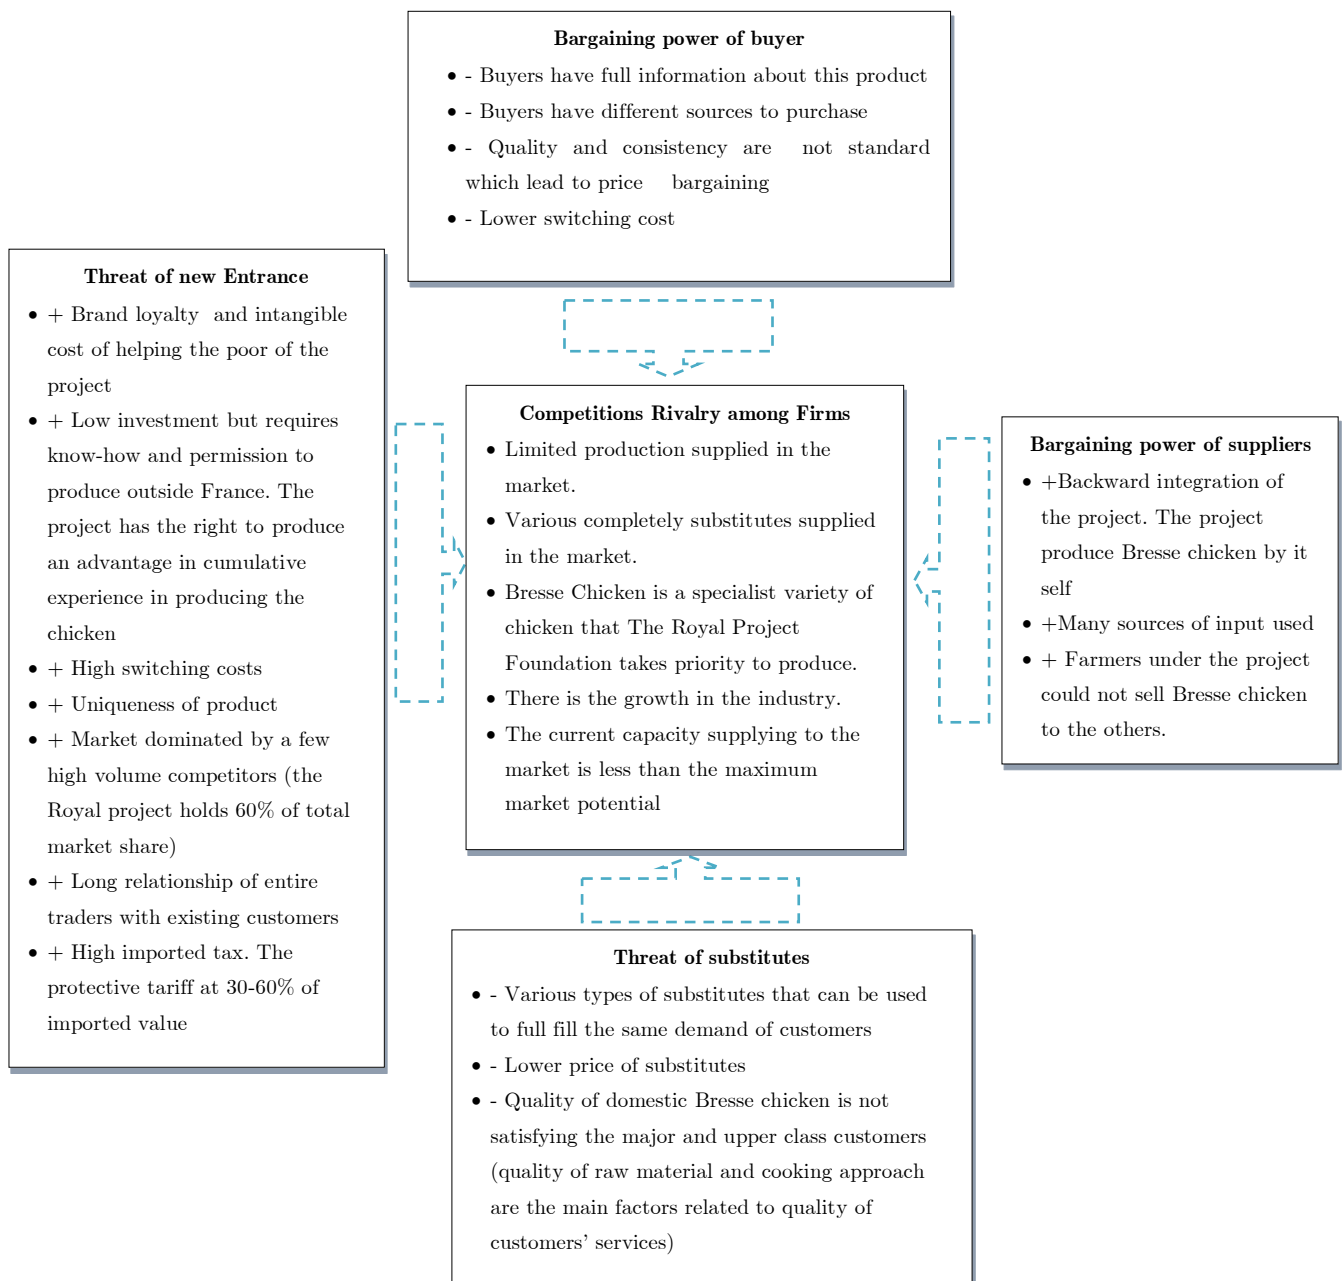 Bargaining power of buyer
• - Buyers have full information about this product
• - Buyers have different sources to purchase
• - Quality and consistency are not standard
which lead to price bargaining
• - Lower switching cost
Threat of new Entrance
• + Brand loyalty and intangible
cost of helping the poor of the
project
• + Low investment but requires
know-how and permission to
produce outside France. The
project has the right to produce
an advantage in cumulative
experience in producing the
chicken
• + High switching costs
• + Uniqueness of product
• + Market dominated by a few
high volume competitors (the
Royal project holds 60% of total
market share)
• + Long relationship of entire
traders with existing customers
• + High imported tax. The
protective tariff at 30-60% of
imported value
Competitions Rivalry among Firms
• Limited production supplied in the
market.
• Various completely substitutes supplied
in the market.
• Bresse Chicken is a specialist variety of
chicken that The Royal Project
Foundation takes priority to produce.
• There is the growth in the industry.
• The current capacity supplying to the
market is less than the maximum
market potential
Bargaining power of suppliers
• +Backward integration of
the project. The project
produce Bresse chicken by it
self
• +Many sources of input used
• + Farmers under the project
could not sell Bresse chicken
to the others.
Threat of substitutes
• - Various types of substitutes that can be used
to full fill the same demand of customers
• - Lower price of substitutes
• - Quality of domestic Bresse chicken is not
satisfying the major and upper class customers
(quality of raw material and cooking approach
are the main factors related to quality of
customers' services)